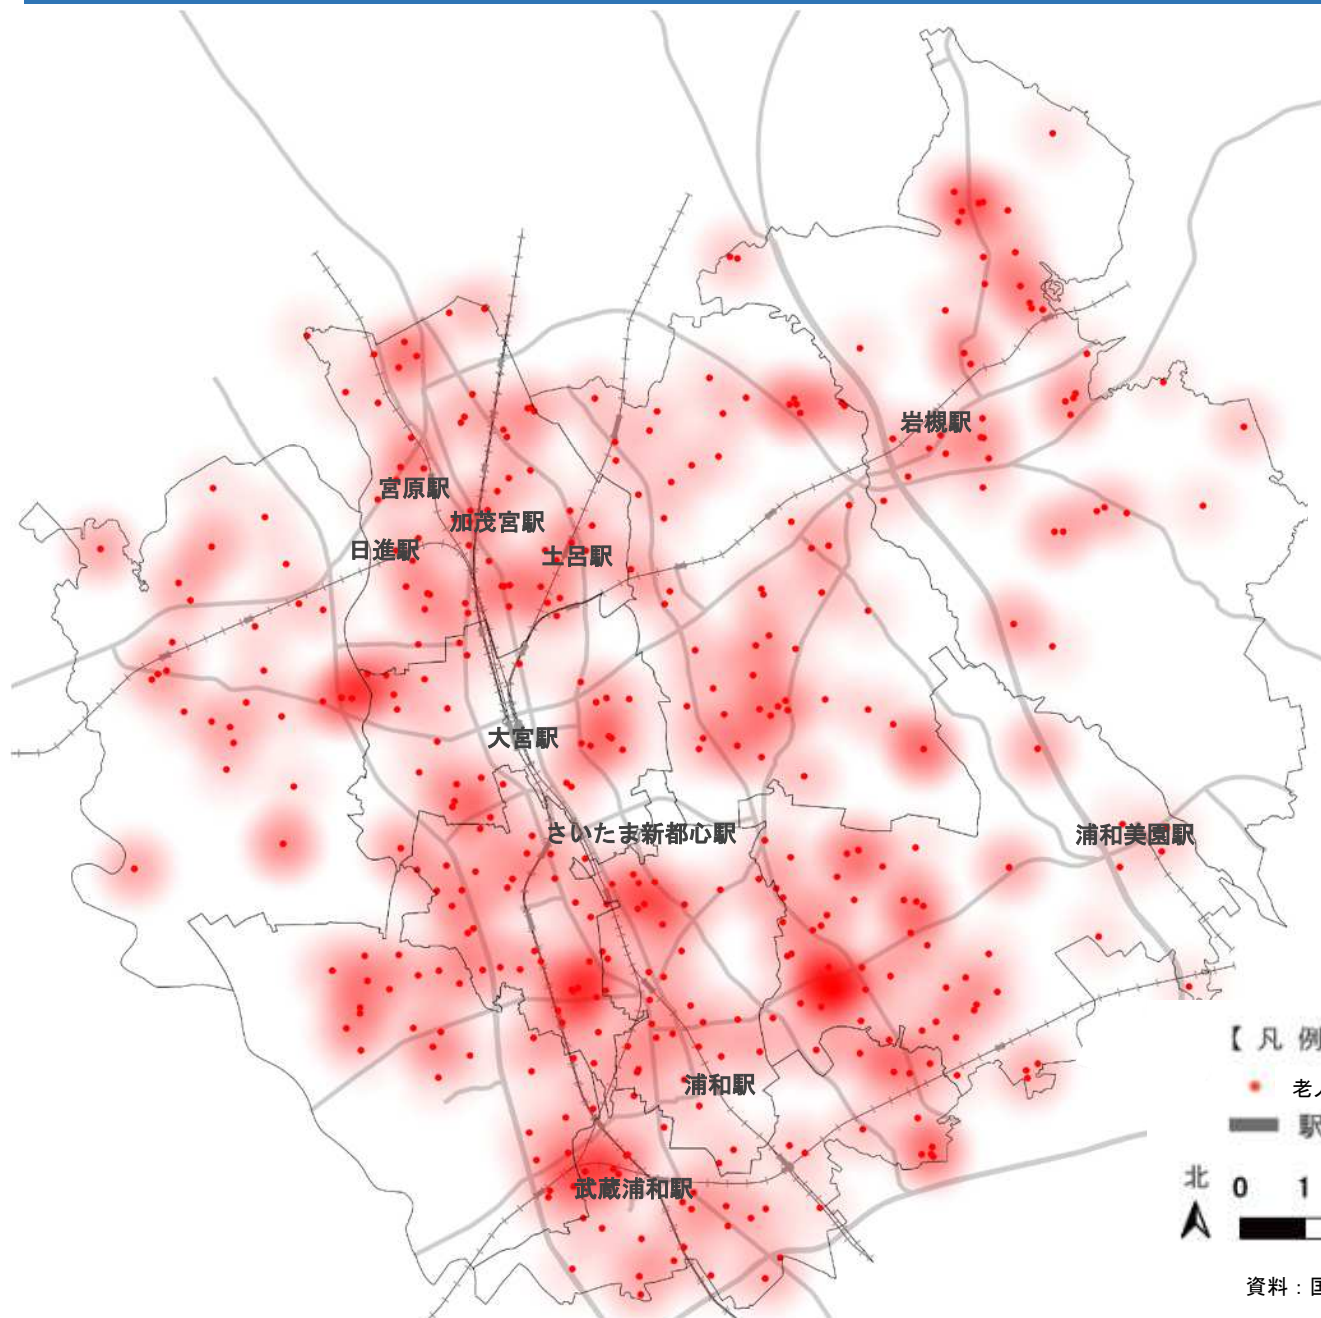 岩槻駅
宮原駅
加茂宮駅
日進駅
土呂駅
大宮駅
さいたま新都心駅
浦和美園駅
【 凡 例
老人
駅
浦和駅
北
0 1
武蔵浦和駅
資料：国